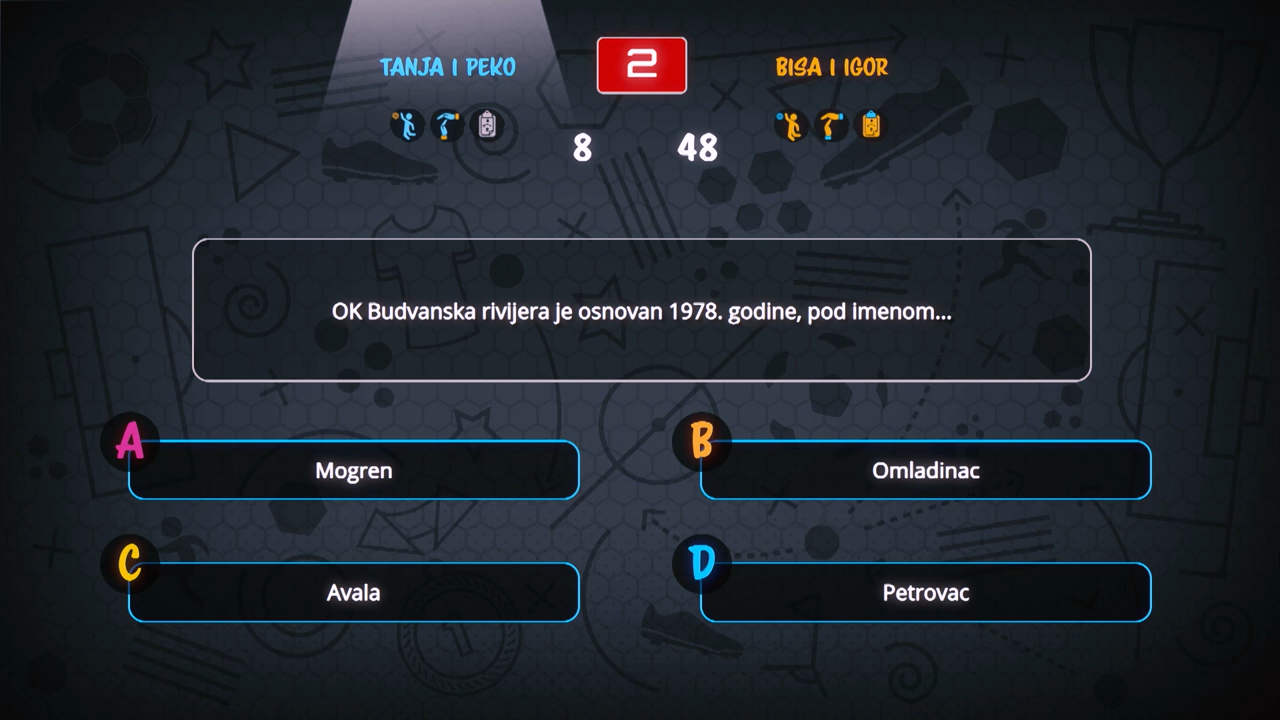 TANJA I PEKO
2
BISA I IGOR
8
48
OK Budvanska rivijera je osnovan 1978. godine, pod imenom...
A
Mogren
B
Omladinac
C
Avala
D
Petrovac